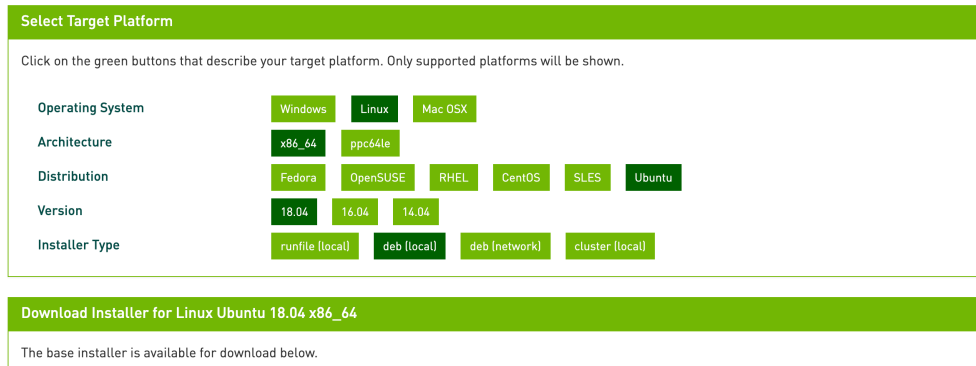 Select Target Platform
Click on the green buttons that describe your target platform. Only supported platforms will be shown.
Operating System Windows Linux Mac OSX
Architecture x86_64 ppc64le
Distribution Fedora OpenSUSE RHEL CentOS SLES Ubuntu
Version 18.04 16.04 14.04
Installer Type runfile (local) deb (local) deb (network) cluster (local)
Download Installer for Linux Ubuntu 18.04 x86_64
The base installer is available for download below.